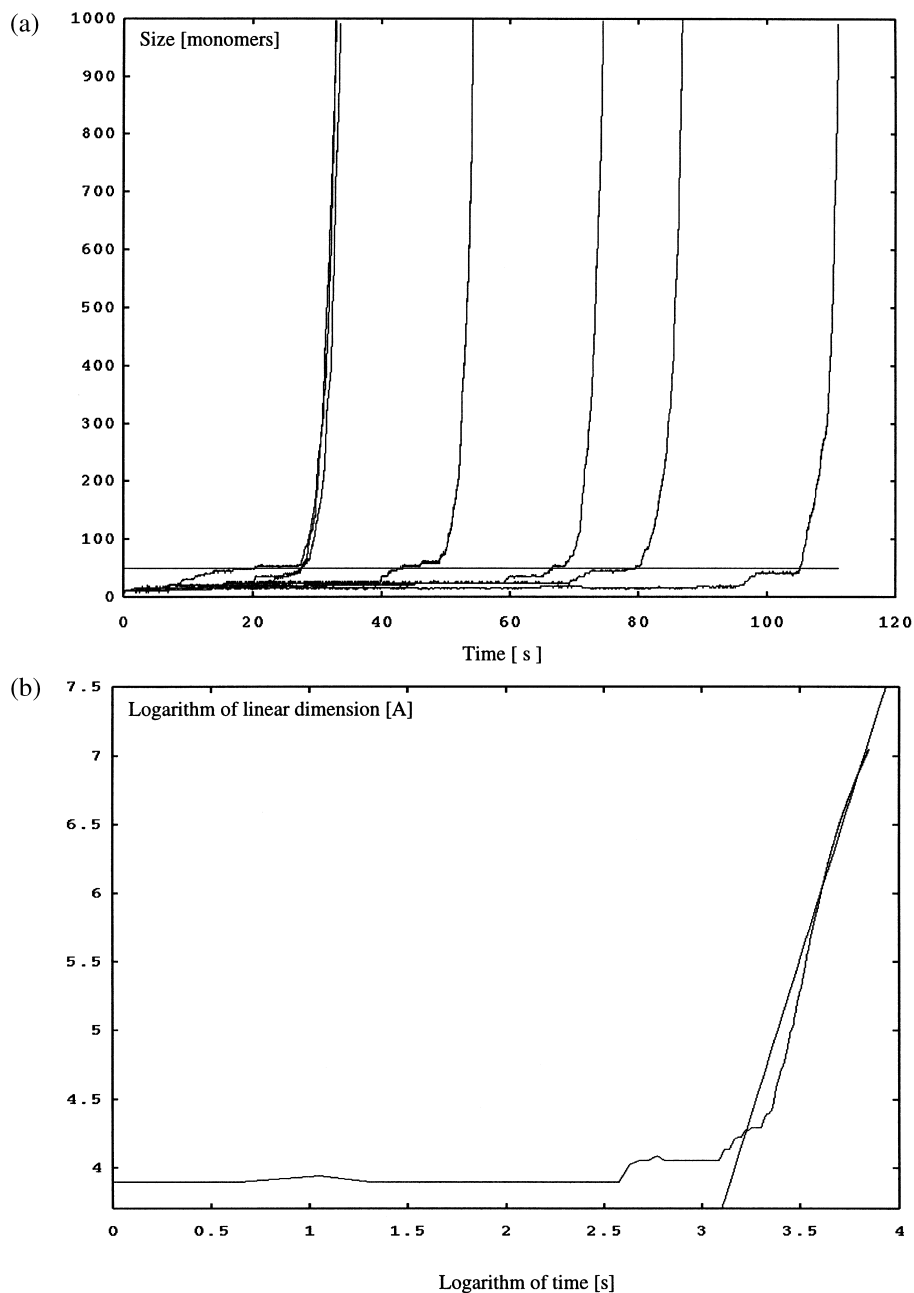 (a)
Size [monomers]
1000
900
800
700
600
500
400
300
200
100
0
0 20 40 60 80 100 120
Time [ s ]
(b)
Logarithm of linear dimension [A]
7.5
7
6.5
6
5.5
5
4.5
4
0 0.5 1 1.5 2 2.5 3 3.5 4
Logarithm of time [s]